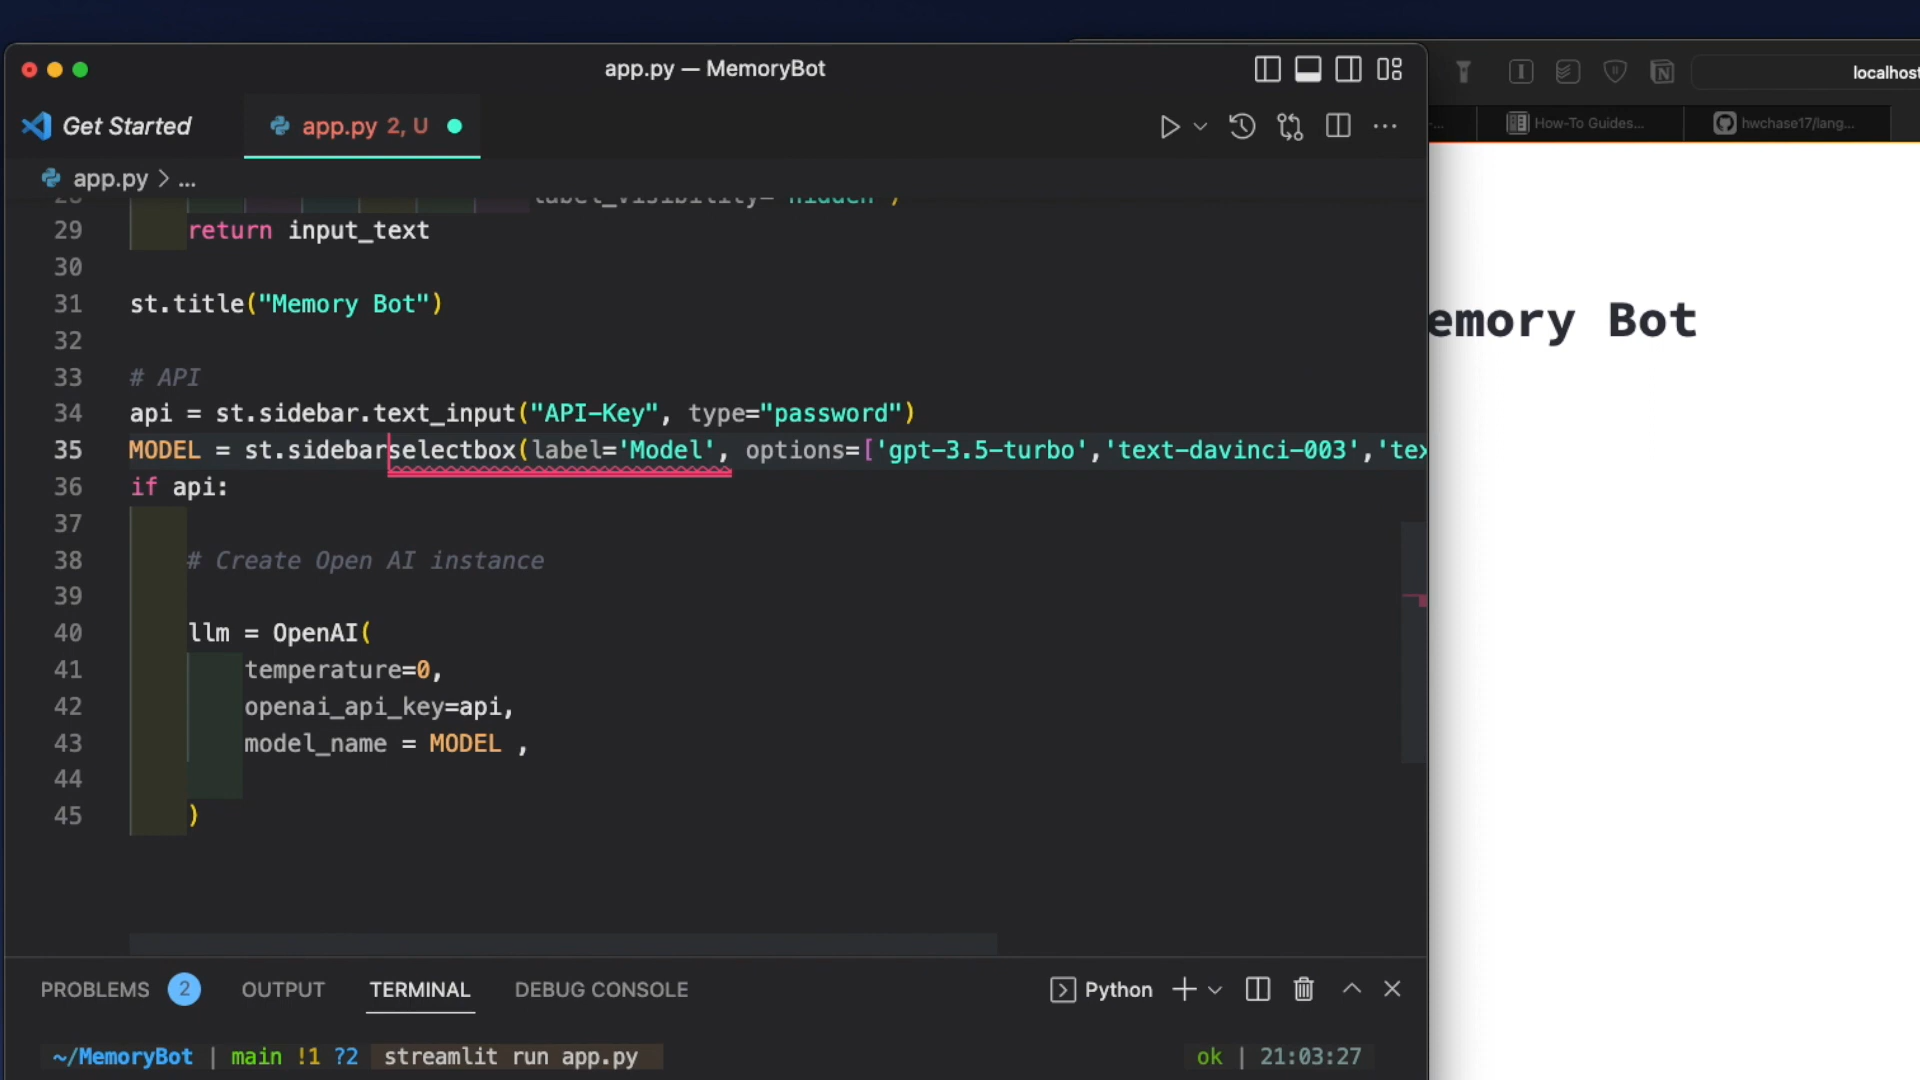 app.py — MemoryBot
localhost
Get Started
app.py 2, U
How-To Guides...
hwchase17/lang...
app.py > ...
28 label_visibility='hidden')
29 return input_text
30
emory Bot
31 st.title("Memory Bot")
32
33 # API
34 api = st.sidebar.text_input("API-Key", type="password")
35 MODEL = st.sidebarselectbox(label='Model', options=['gpt-3.5-turbo','text-davinci-003','tex
36 if api:
37
38 # Create Open AI instance
39
40 llm = OpenAI(
41 temperature=0,
42 openai_api_key=api,
43 model_name = MODEL ,
44
45 )
PROBLEMS 2 OUTPUT TERMINAL DEBUG CONSOLE Python
~/MemoryBot | main !1 ?2 streamlit run app.py ok | 21:03:27